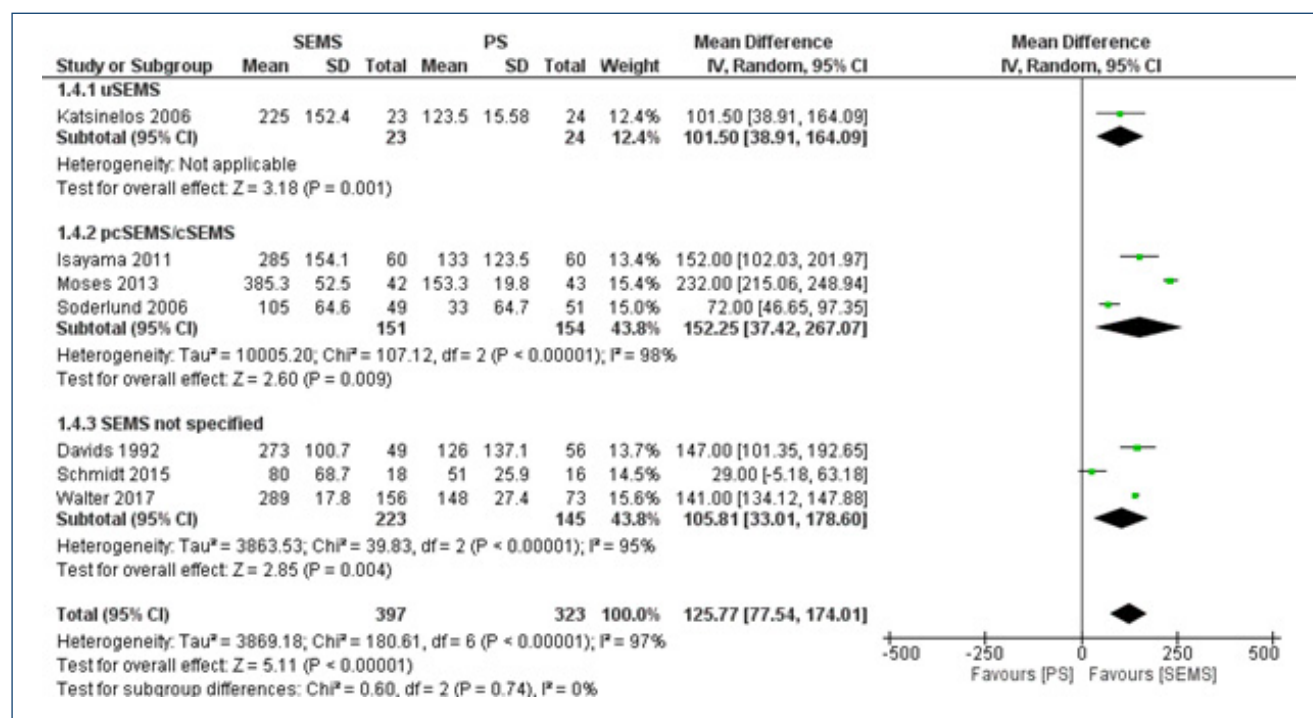 SEMS PS Mean Difference Mean Difference
Study or Subgroup Mean SD Total Mean SD Total Weight IV, Random, 95% CI IV, Random, 95% CI
1.4.1 uSEMS
Katsinelos 2006 225 152.4 23 123.5 15.58 24 12.4% 101.50 [38.91, 164.09]
Subtotal (95% CI) 23 24 12.4% 101.50 [38.91, 164.09]
Heterogeneity: Not applicable
Test for overall effect: Z = 3.18 (P = 0.001)
1.4.2 pcSEMS/cSEMS
Isayama 2011 285 154.1 60 133 123.5 60 13.4% 152.00 [102.03, 201.97]
Moses 2013 385.3 52.5 42 153.3 19.8 43 15.4% 232.00 [215.06, 248.94]
Soderlund 2006 105 64.6 49 33 64.7 51 15.0% 72.00 [46.65, 97.35]
Subtotal (95% CI) 151 154 43.8% 152.25 [37.42, 267.07]
Heterogeneity: Tau² = 10005.20; Chi² = 107.12, df = 2 (P < 0.00001); I² = 98%
Test for overall effect: Z = 2.60 (P = 0.009)
1.4.3 SEMS not specified
Davids 1992 273 100.7 49 126 137.1 56 13.7% 147.00 [101.35, 192.65]
Schmidt 2015 80 68.7 18 51 25.9 16 14.5% 29.00 [-5.18, 63.18]
Walter 2017 289 17.8 156 148 27.4 73 15.6% 141.00 [134.12, 147.88]
Subtotal (95% CI) 223 145 43.8% 105.81 [33.01, 178.60]
Heterogeneity: Tau² = 3863.53; Chi² = 39.83, df = 2 (P < 0.00001); I² = 95%
Test for overall effect: Z = 2.85 (P = 0.004)
Total (95% CI) 397 323 100.0% 125.77 [77.54, 174.01]
Heterogeneity: Tau² = 3869.18; Chi² = 180.61, df = 6 (P < 0.00001); I² = 97%
Test for overall effect: Z = 5.11 (P < 0.00001)
Test for subgroup differences: Chi² = 0.60, df = 2 (P = 0.74), I² = 0%
-500 -250 0 250 500
Favours [PS] Favours [SEMS]